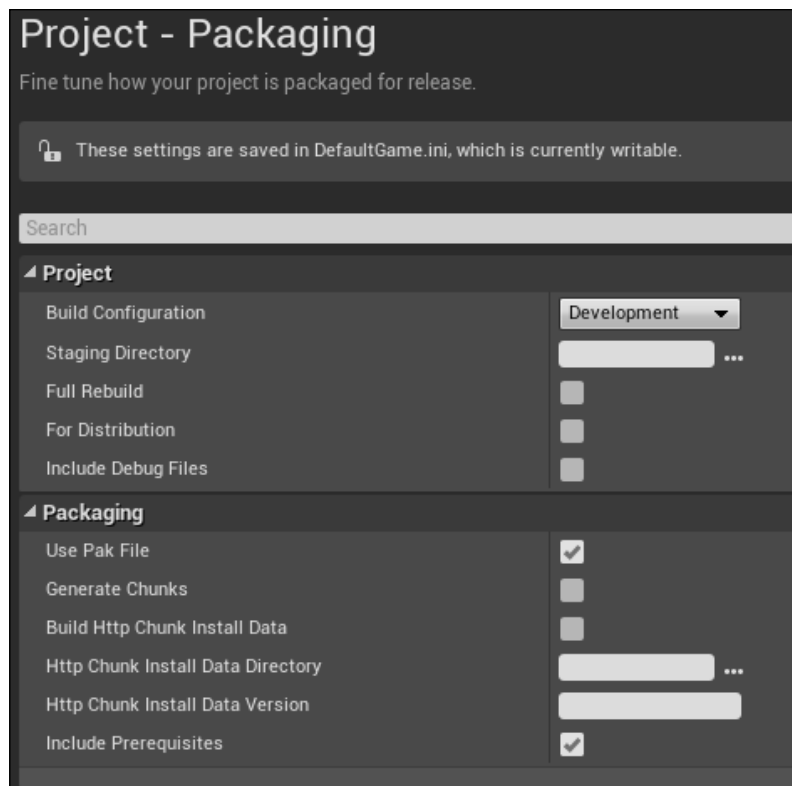 Project - Packaging
Fine tune how your project is packaged for release.
These settings are saved in DefaultGame.ini, which is currently writable.
Search
Project
Build Configuration Development
Staging Directory ...
Full Rebuild
For Distribution
Include Debug Files
Packaging
Use Pak File
Generate Chunks
Build Http Chunk Install Data
Http Chunk Install Data Directory ...
Http Chunk Install Data Version
Include Prerequisites